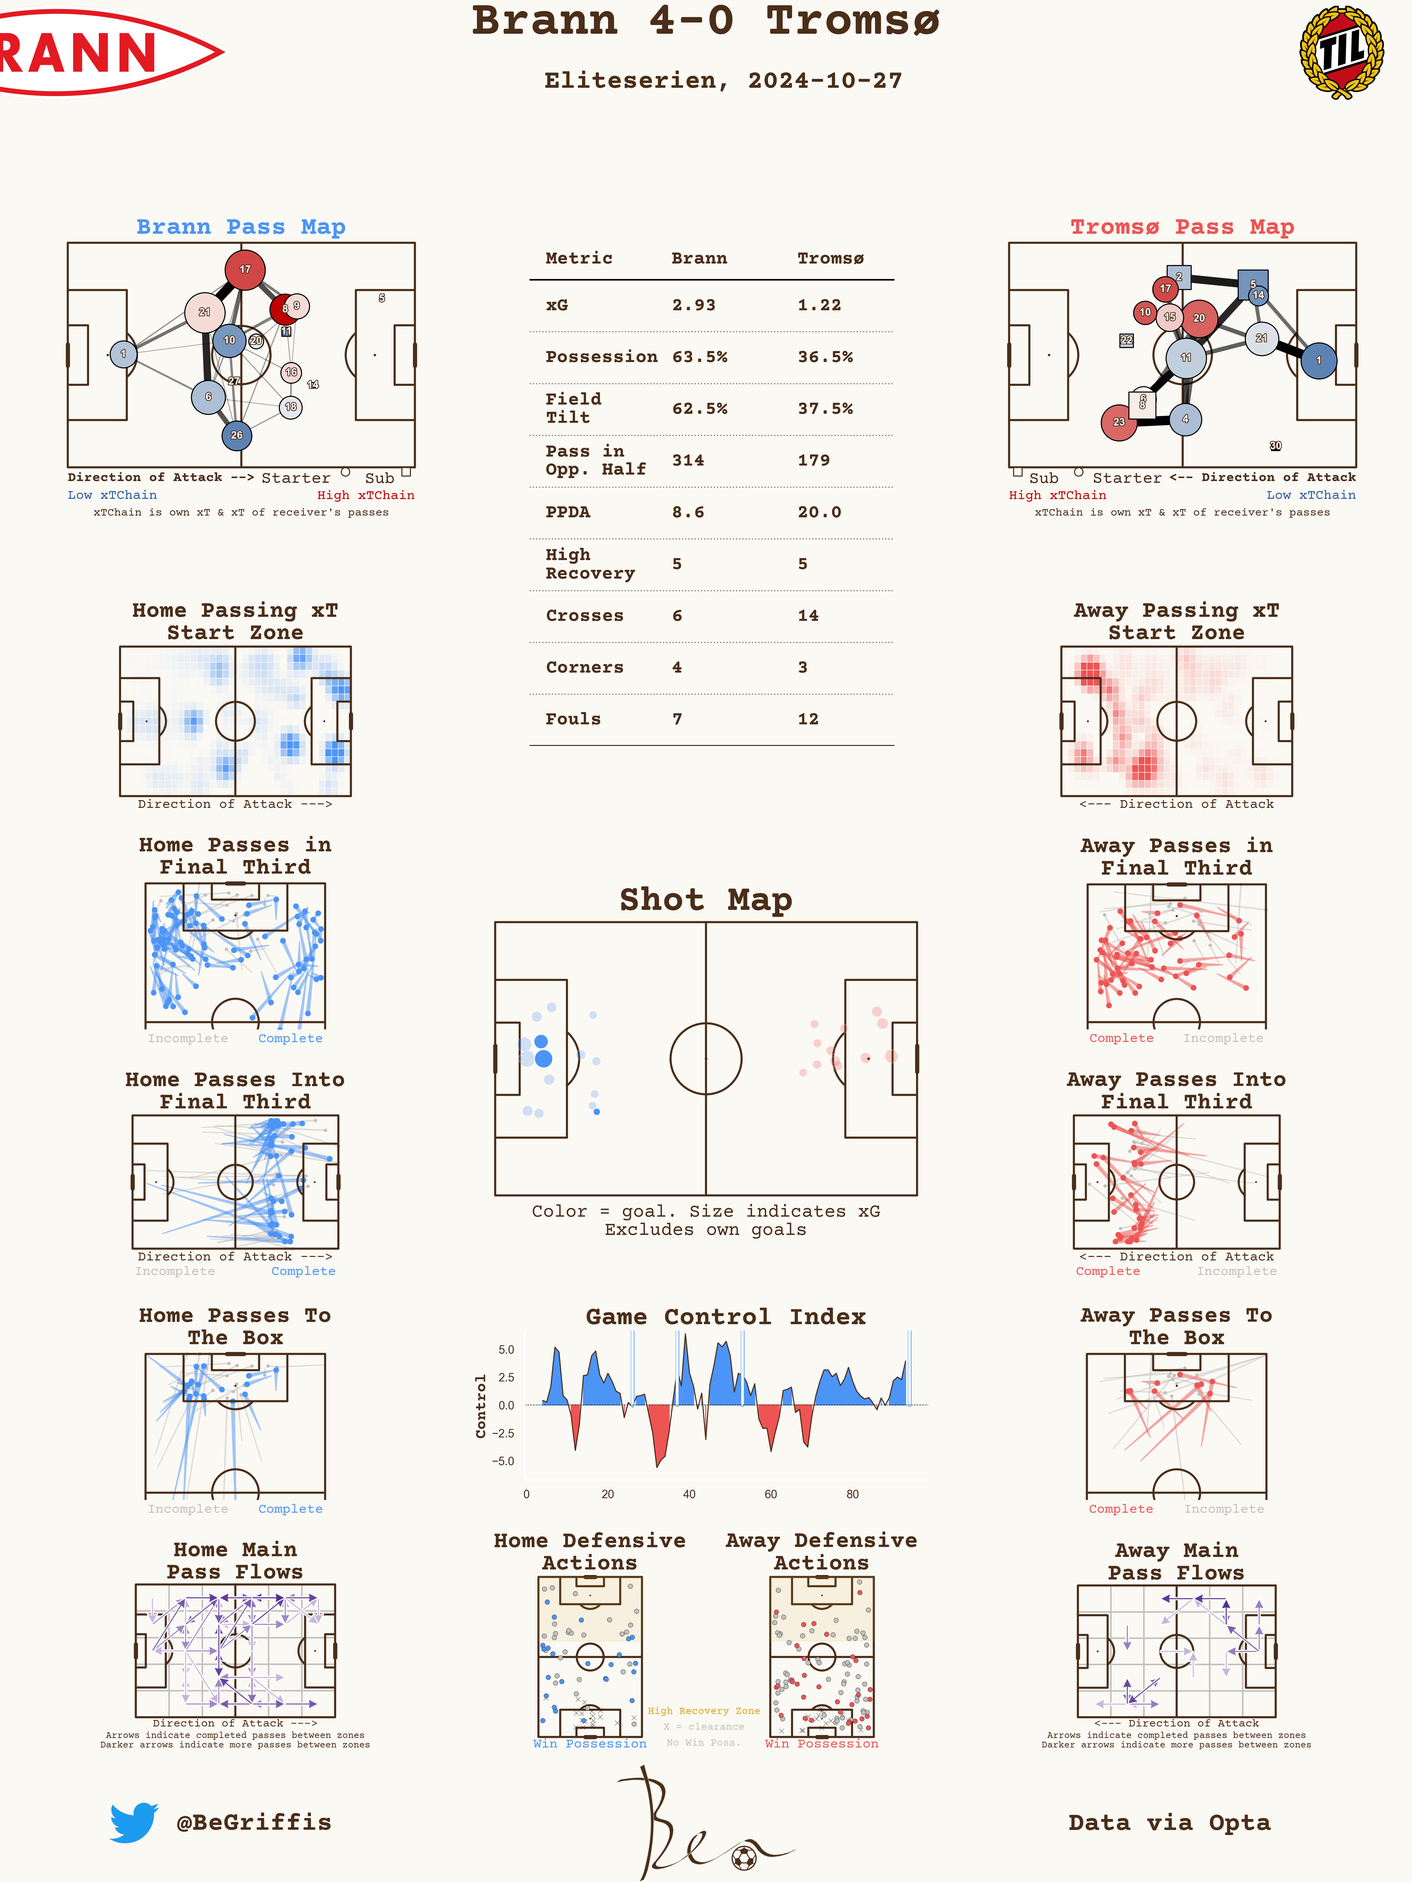 Brann 4-0 Tromsø
Eliteserien, 2024-10-27
RANN
TIL
Brann Pass Map
17
21
8
9
5
11
10
20
1
16
27
14
6
18
26
Direction of Attack --> Starter Sub
Low xTChain High xTChain
xTChain is own xT & xT of receiver's passes
Metric Brann Tromsø
xG 2.93 1.22
Possession 63.5% 36.5%
Field
Tilt 62.5% 37.5%
Pass in
Opp. Half 314 179
PPDA 8.6 20.0
High
Recovery 5 5
Crosses 6 14
Corners 4 3
Fouls 7 12
Tromsø Pass Map
2
17
5
14
10
15
20
22
21
11
1
6
8
23
4
30
Sub Starter <-- Direction of Attack
High xTChain Low xTChain
xTChain is own xT & xT of receiver's passes
Home Passing xT
Start Zone
Direction of Attack --->
Away Passing xT
Start Zone
<--- Direction of Attack
Home Passes in
Final Third
Incomplete Complete
Away Passes in
Final Third
Complete Incomplete
Shot Map
Color = goal. Size indicates xG
Excludes own goals
Home Passes Into
Final Third
Direction of Attack --->
Incomplete Complete
Away Passes Into
Final Third
<--- Direction of Attack
Complete Incomplete
Home Passes To
The Box
Incomplete Complete
Game Control Index
Control
5.0
2.5
0.0
−2.5
−5.0
0 20 40 60 80
Away Passes To
The Box
Complete Incomplete
Home Main
Pass Flows
Direction of Attack --->
Arrows indicate completed passes between zones
Darker arrows indicate more passes between zones
Home Defensive
Actions
Win Possession
Away Defensive
Actions
Win Possession
High Recovery Zone
X = clearance
No Win Poss.
Away Main
Pass Flows
<--- Direction of Attack
Arrows indicate completed passes between zones
Darker arrows indicate more passes between zones
@BeGriffis
Ben
Data via Opta